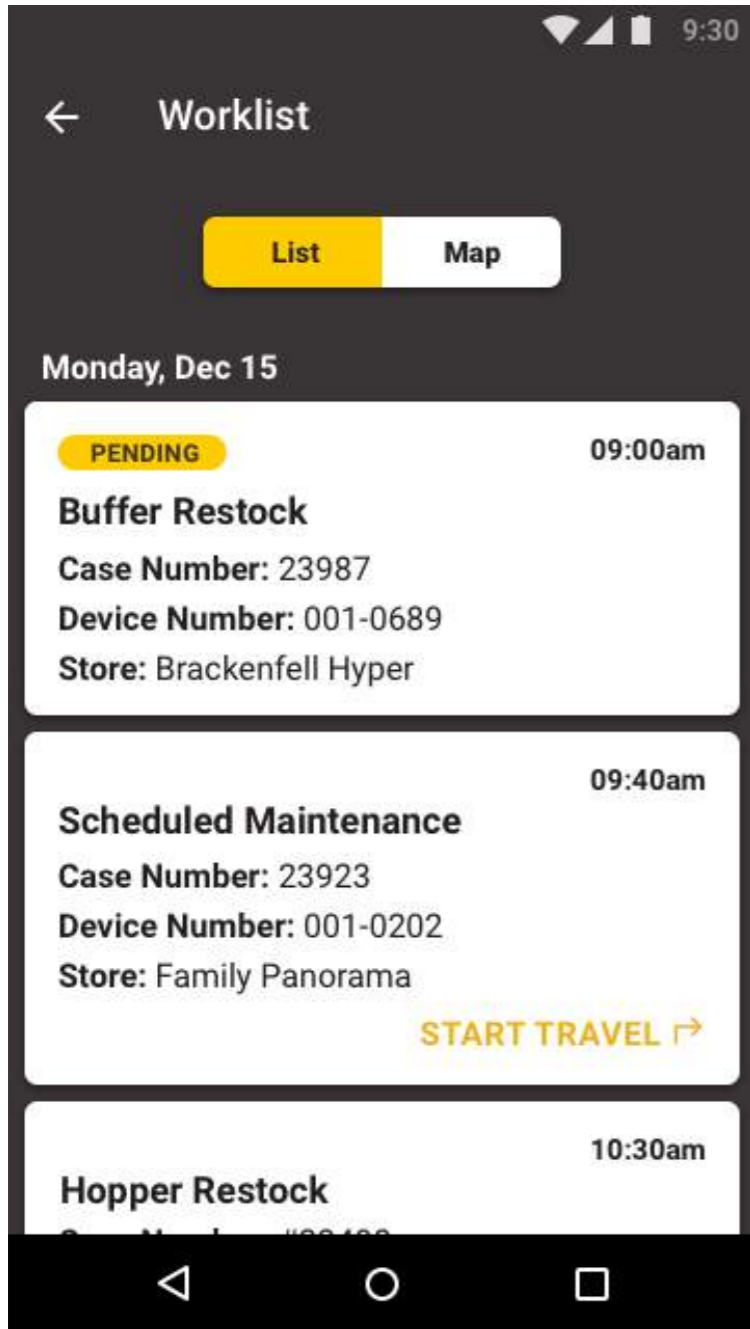 9:30
Worklist
List Map
Monday, Dec 15
PENDING 09:00am
Buffer Restock
Case Number: 23987
Device Number: 001-0689
Store: Brackenfell Hyper
09:40am
Scheduled Maintenance
Case Number: 23923
Device Number: 001-0202
Store: Family Panorama
START TRAVEL
10:30am
Hopper Restock